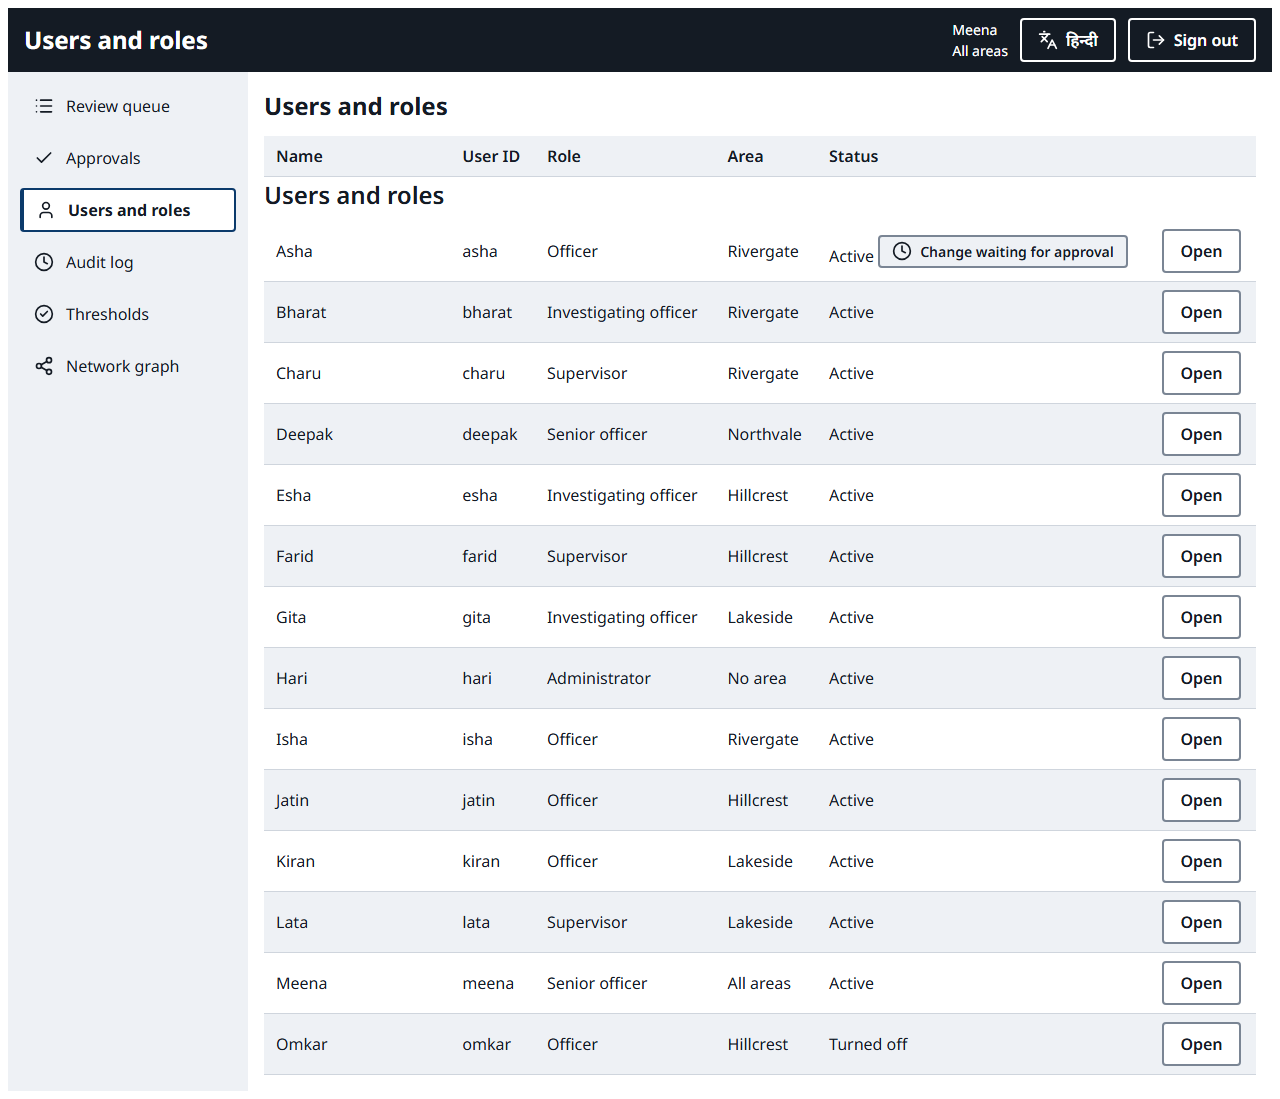 Users and roles
Meena
All areas
हिन्दी
Sign out
Review queue
Approvals
Users and roles
Audit log
Thresholds
Network graph
Users and roles
Name User ID Role Area Status
Users and roles
Asha asha Officer Rivergate Active Change waiting for approval Open
Bharat bharat Investigating officer Rivergate Active Open
Charu charu Supervisor Rivergate Active Open
Deepak deepak Senior officer Northvale Active Open
Esha esha Investigating officer Hillcrest Active Open
Farid farid Supervisor Hillcrest Active Open
Gita gita Investigating officer Lakeside Active Open
Hari hari Administrator No area Active Open
Isha isha Officer Rivergate Active Open
Jatin jatin Officer Hillcrest Active Open
Kiran kiran Officer Lakeside Active Open
Lata lata Supervisor Lakeside Active Open
Meena meena Senior officer All areas Active Open
Omkar omkar Officer Hillcrest Turned off Open